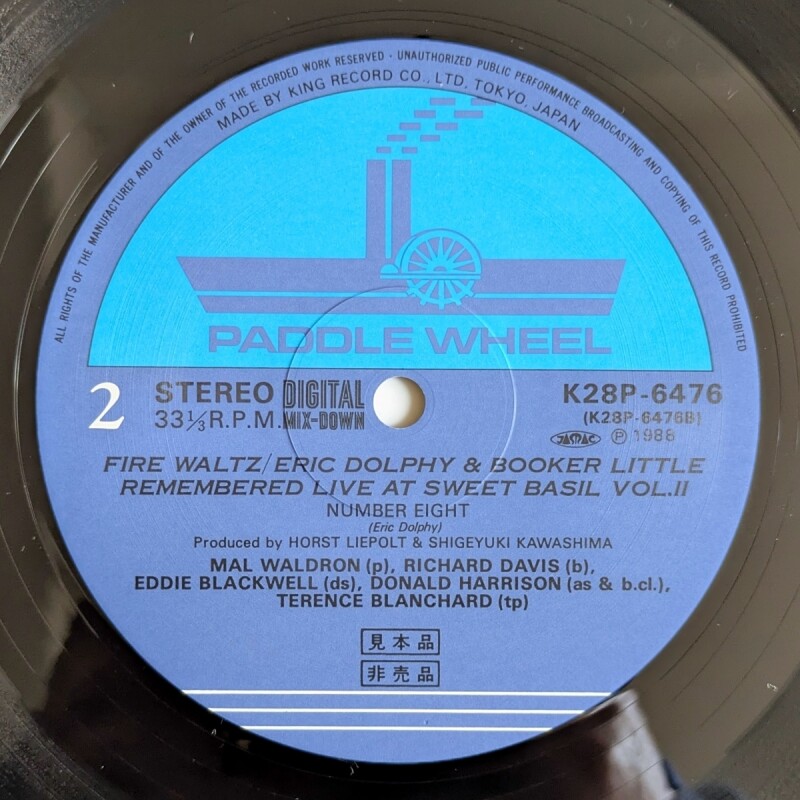 ALL RIGHTS OF THE MANUFACTURER AND OF THE OWNER OF THE RECORDED WORK RESERVED · UNAUTHORIZED PUBLIC PERFORMANCE BROADCASTING AND COPYING OF THIS RECORD PROHIBITED
MADE BY KING RECORD CO., LTD. TOKYO, JAPAN
PADDLE WHEEL
2 STEREO DIGITAL K28P-6476
33⅓R.P.M. MIX-DOWN (K28P-6476B)
JASRAC Ⓟ 1988
FIRE WALTZ/ERIC DOLPHY & BOOKER LITTLE
REMEMBERED LIVE AT SWEET BASIL VOL.II
NUMBER EIGHT
(Eric Dolphy)
Produced by HORST LIEPOLT & SHIGEYUKI KAWASHIMA
MAL WALDRON (p), RICHARD DAVIS (b),
EDDIE BLACKWELL (ds), DONALD HARRISON (as & b.cl.),
TERENCE BLANCHARD (tp)
見本品
非売品